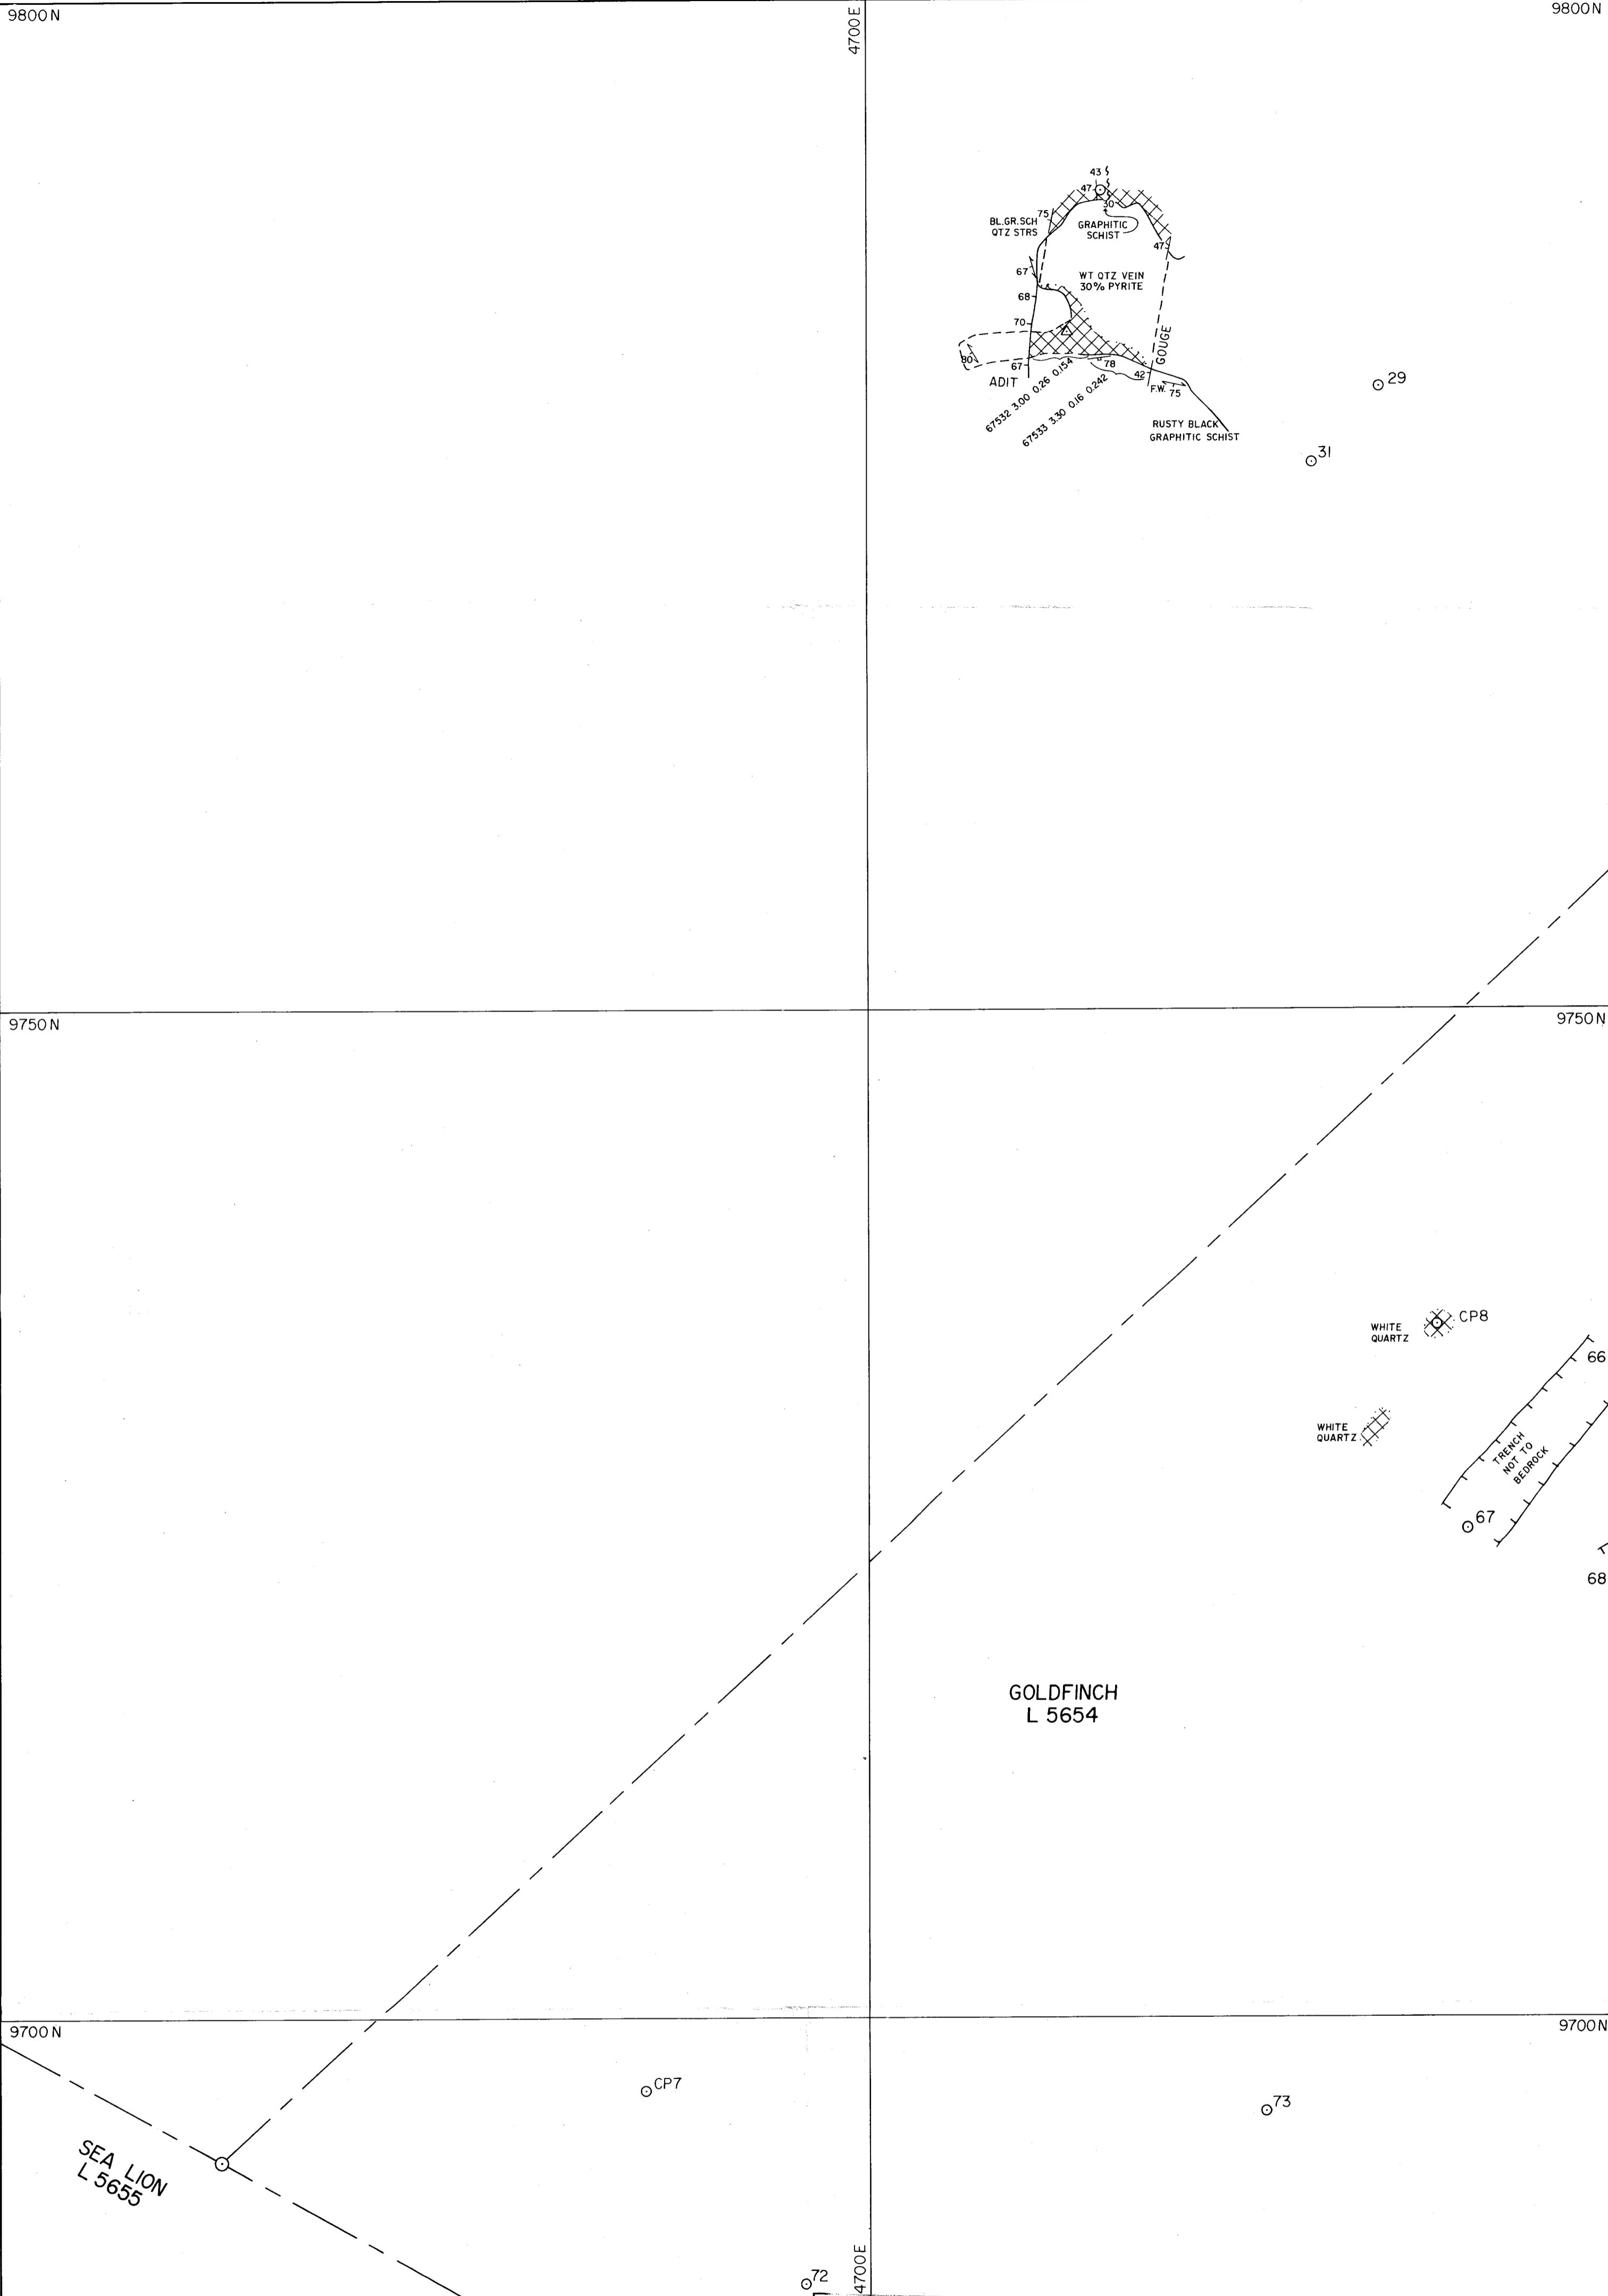 9800N
4700E
9800N
43
47
30
75
BL.GR.SCH
QTZ STRS
GRAPHITIC
SCHIST
47
67
WT QTZ VEIN
30% PYRITE
68
70
GOUGE
80
67
78
42
ADIT
F.W. 75
67532 3.00 0.26 0.154
67533 3.30 0.16 0.242
RUSTY BLACK
GRAPHITIC SCHIST
29
31
9750N
9750N
WHITE
QUARTZ
CP8
66
WHITE
QUARTZ
TRENCH
NOT TO
BEDROCK
67
68
GOLDFINCH
L 5654
9700N
9700N
CP7
73
SEA LION
L 5655
4700E
72